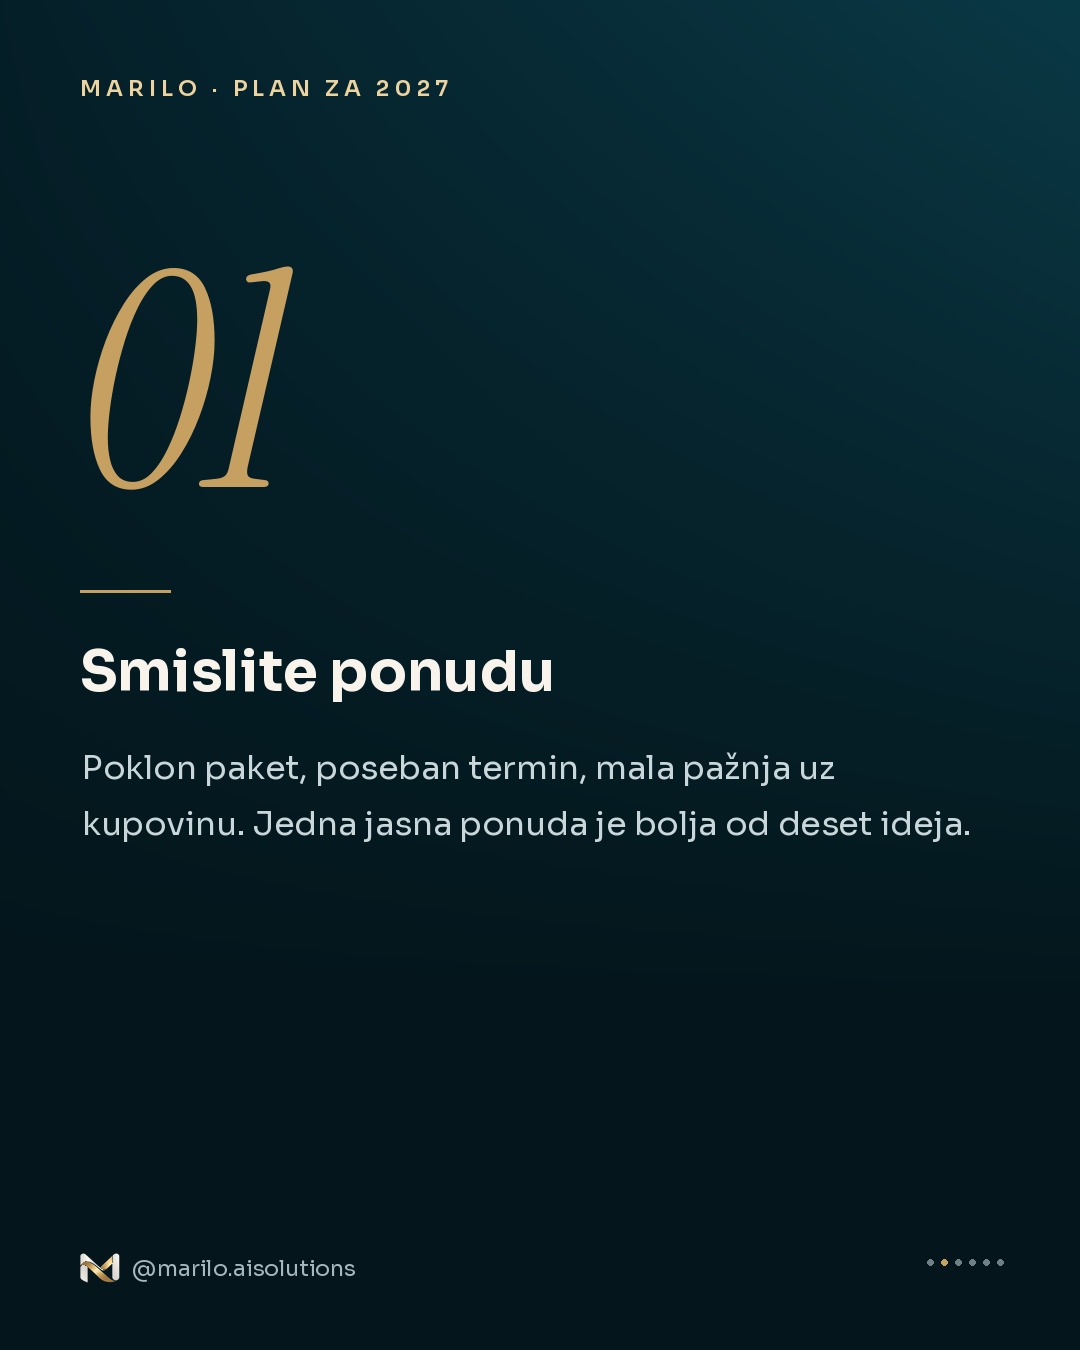 MARILO · PLAN ZA 2027
01
Smislite ponudu
Poklon paket, poseban termin, mala pažnja uz
kupovinu. Jedna jasna ponuda je bolja od deset ideja.
@marilo.aisolutions